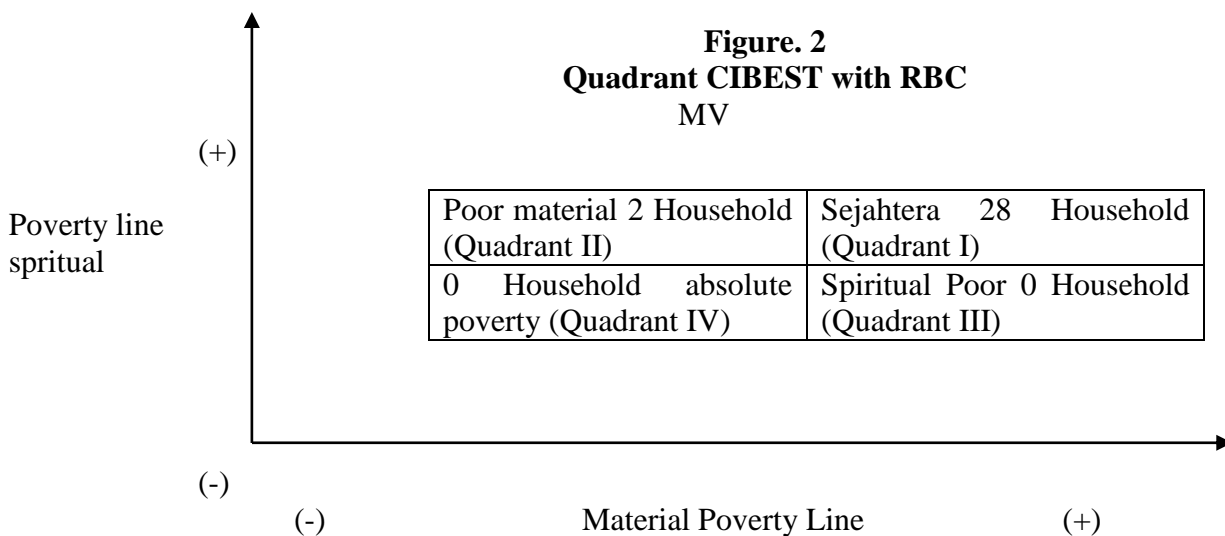 Figure. 2
Quadrant CIBEST with RBC
MV
(+)
Poverty line
spritual
Poor material 2 Household
(Quadrant II)
Sejahtera 28 Household
(Quadrant I)
0 Household absolute
poverty (Quadrant IV)
Spiritual Poor 0 Household
(Quadrant III)
(-)
(-) Material Poverty Line (+)